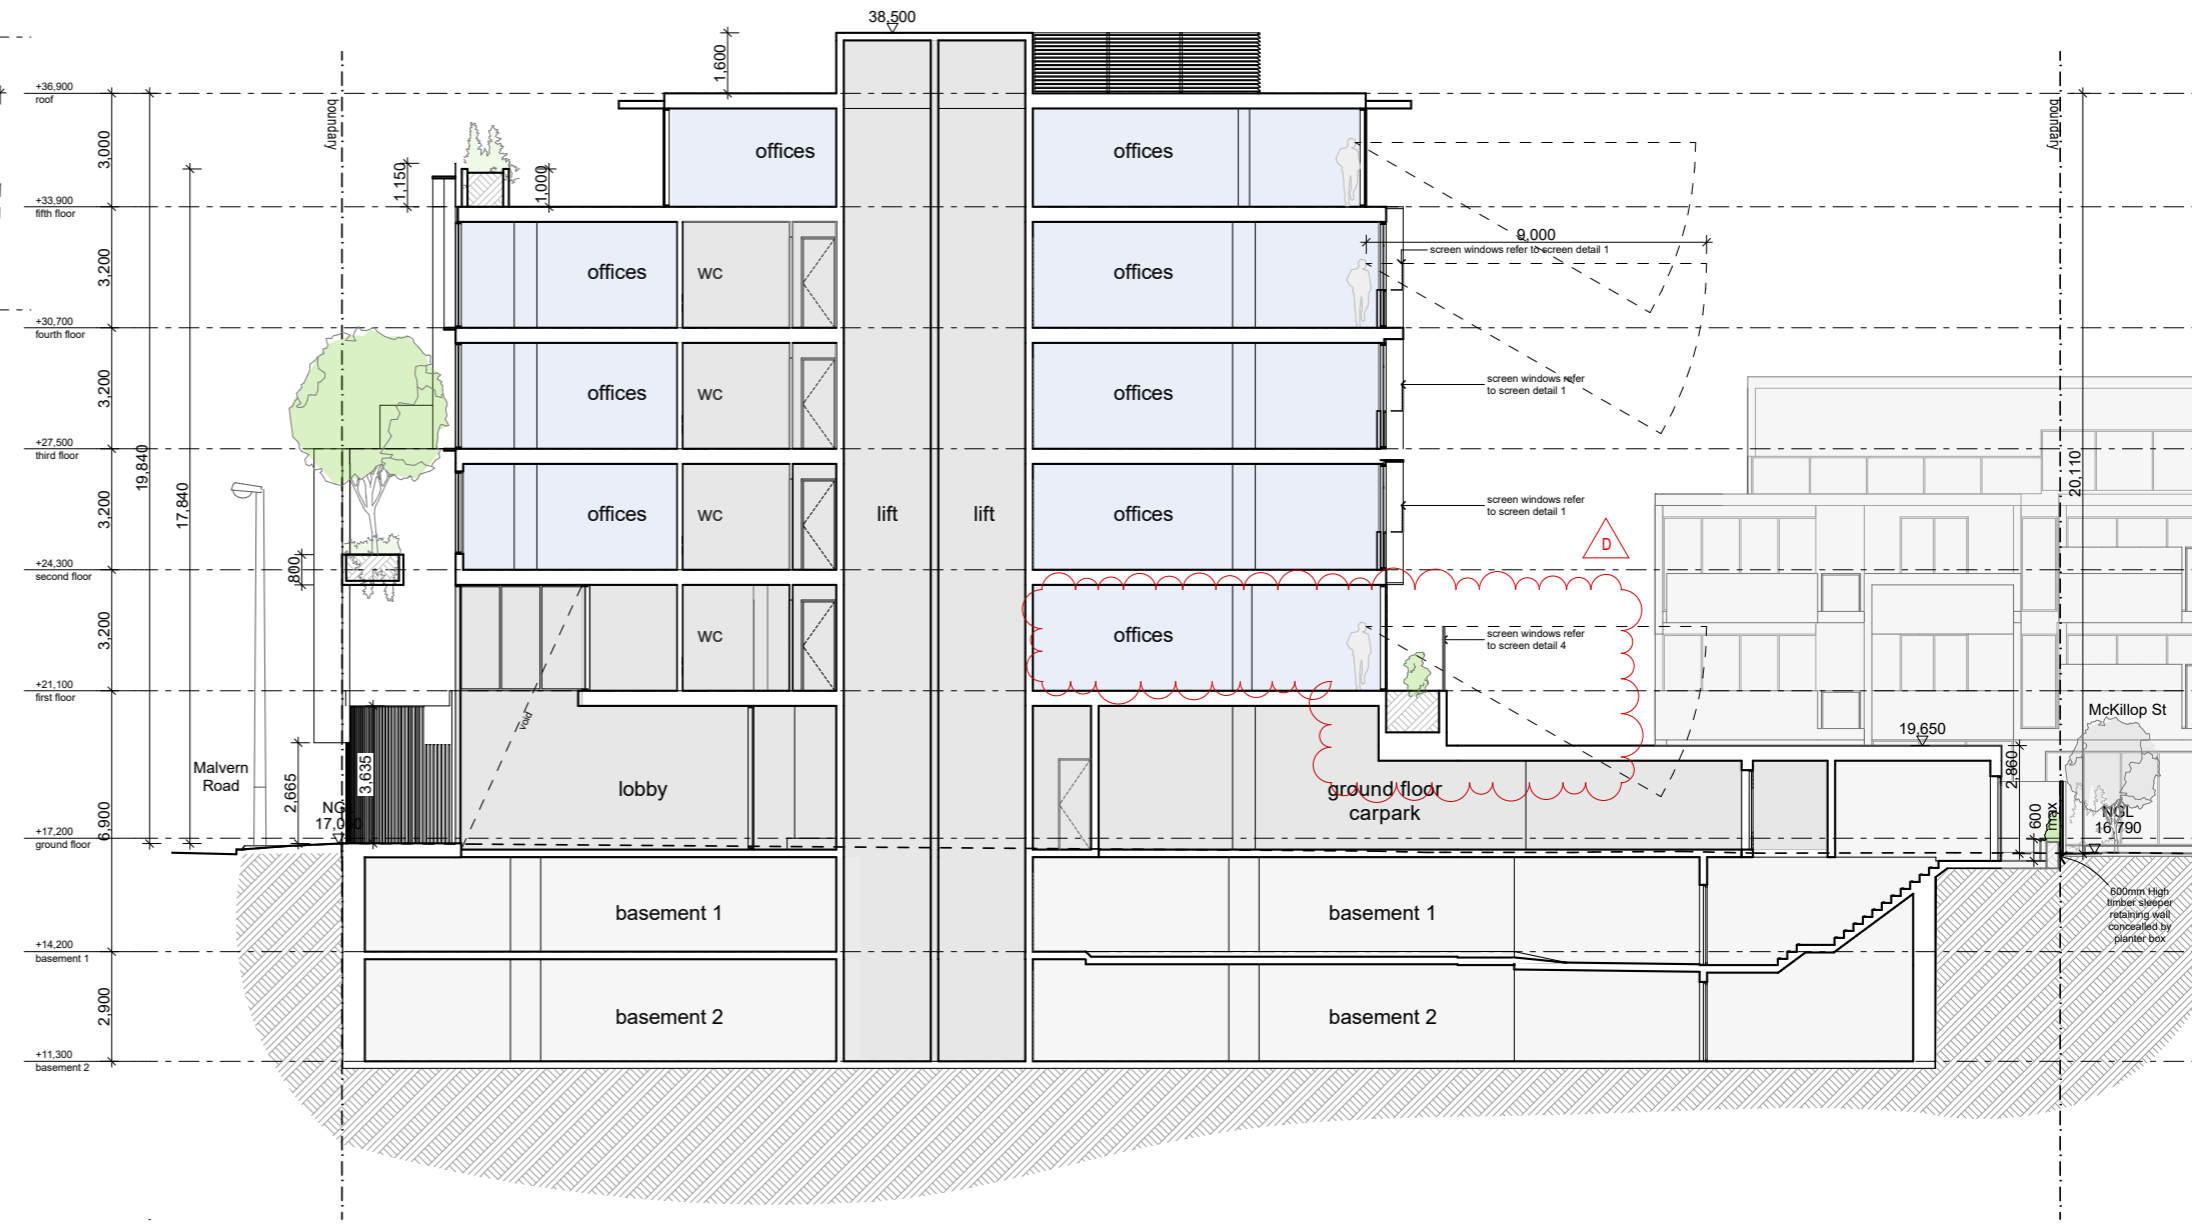 38,500
1,600
+36,900
roof
boundary
boundary
3,000
offices
offices
1,150
1,000
+33,900
fifth floor
9,000
screen windows refer to screen detail 1
3,200
offices
wc
offices
+30,700
fourth floor
3,200
offices
wc
offices
screen windows refer
to screen detail 1
+27,500
third floor
19,840
17,840
20,110
3,200
offices
wc
lift
lift
offices
screen windows refer
to screen detail 1
D
800
+24,300
second floor
3,200
wc
offices
screen windows refer
to screen detail 4
+21,100
first floor
void
McKillop St
19,650
Malvern
Road
2,665
3,635
lobby
ground floor
carpark
2,860
600
max
NGL
16,790
NGL
6,900
+17,200
ground floor
600mm High
timber sleeper
retaining wall
concealled by
planter box
basement 1
basement 1
+14,200
basement 1
2,900
basement 2
basement 2
+11,300
basement 2